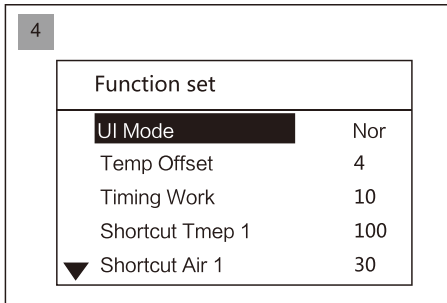 4
Function set
UI Mode Nor
Temp Offset 4
Timing Work 10
Shortcut Tmep 1 100
Shortcut Air 1 30